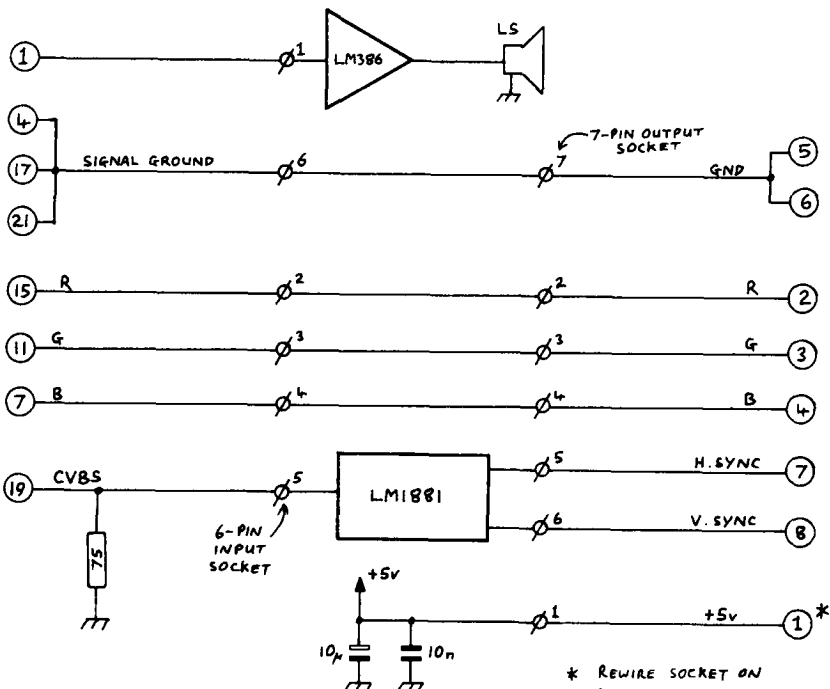 LS
1
1
LM386
4
7-PIN OUTPUT
SOCKET
17
SIGNAL GROUND
6
7
GND
5
6
21
15
R
2
2
R
2
11
G
3
3
G
3
7
B
4
4
B
4
19
CVBS
5
LM1881
5
H.SYNC
7
6
V.SYNC
8
6-PIN
INPUT
SOCKET
75
+5v
1
+5v
1
*
10μ
10n
* REWIRE SOCKET ON